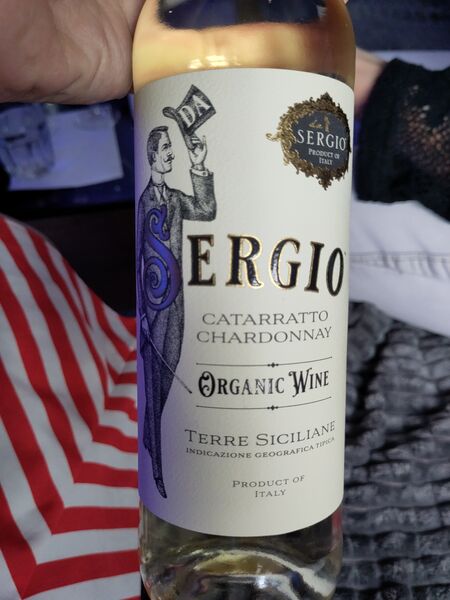 DA
SERGIO
PRODUCT OF
ITALY
SERGIO
CATARRATTO
CHARDONNAY
ORGANIC WINE
TERRE SICILIANE
INDICAZIONE GEOGRAFICA TIPICA
PRODUCT OF
ITALY